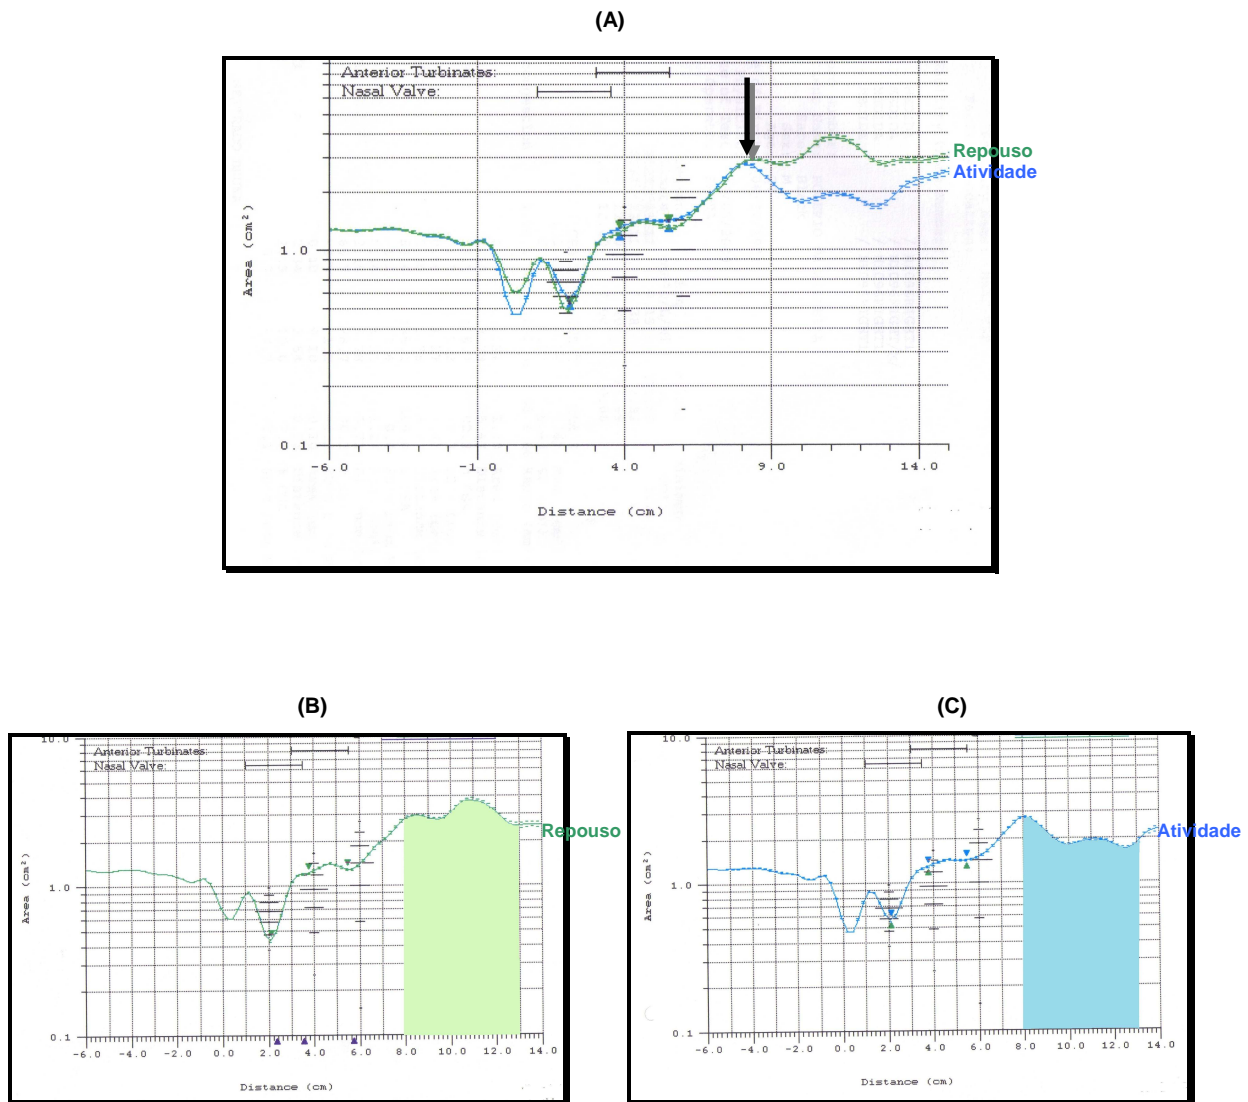 (A)
Anterior Turbinates:
Nasal Valve:
Repouso
Atividade
Area (cm²)
1.0
0.1
-6.0 -1.0 4.0 9.0 14.0
Distance (cm)
(B)
10.0
Anterior Turbinates:
Nasal Valve:
Repouso
Area (cm²)
1.0
0.1
-6.0 -4.0 -2.0 0.0 2.0 4.0 6.0 8.0 10.0 12.0 14.0
Distance (cm)
(C)
10.0
Anterior Turbinates:
Nasal Valve:
Atividade
Area (cm²)
1.0
0.1
-6.0 -4.0 -2.0 0.0 2.0 4.0 6.0 8.0 10.0 12.0 14.0
Distance (cm)